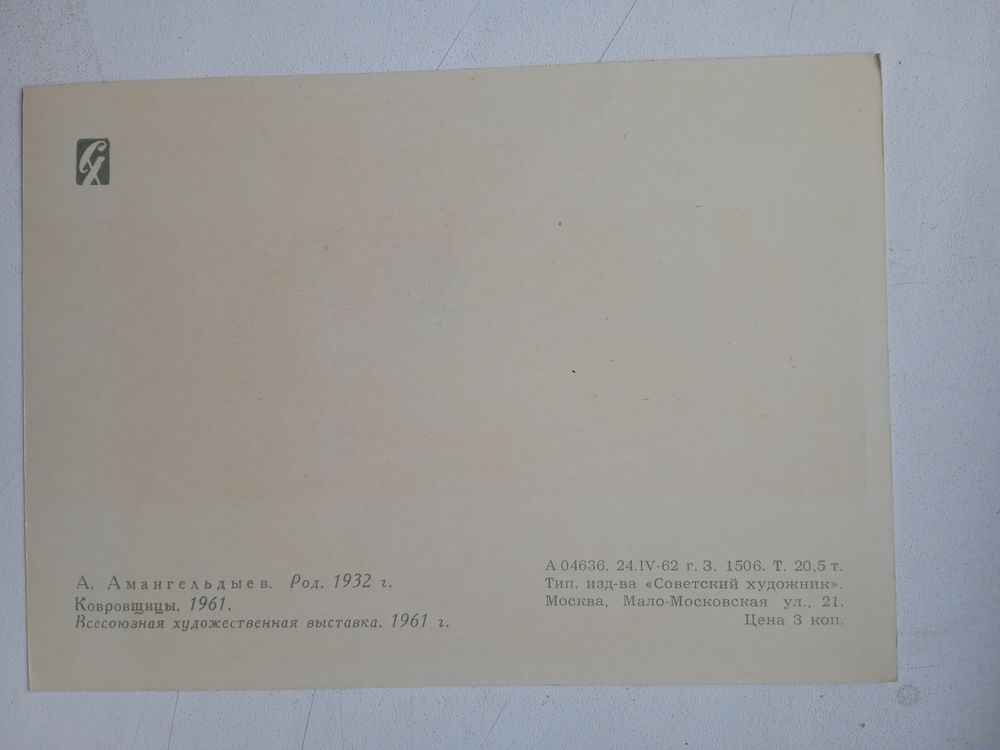 СХ
А. Амангельдыев. Род. 1932 г.
Ковровщицы. 1961.
Всесоюзная художественная выставка. 1961 г.
А 04636. 24.IV-62 г. З. 1506. Т. 20,5 т.
Тип. изд-ва «Советский художник».
Москва, Мало-Московская ул., 21.
Цена 3 коп.